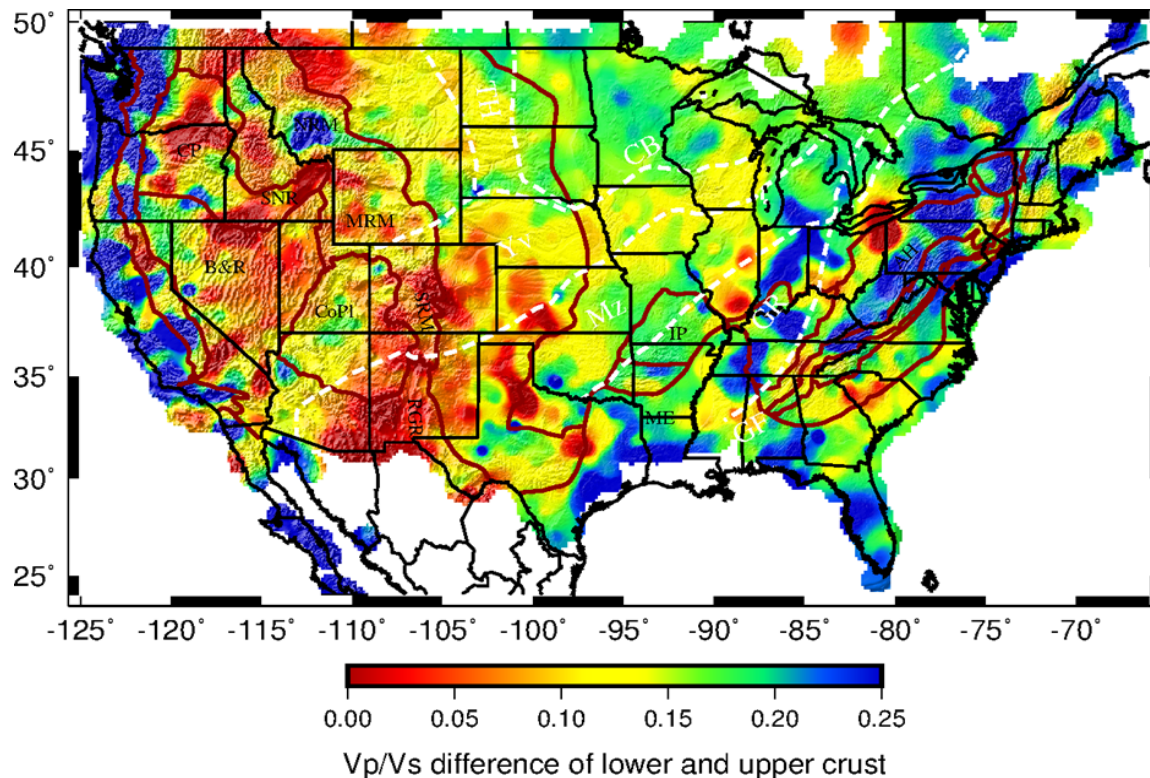 50°
45°
40°
35°
30°
25°
HT
NRM
CP
CB
SNR
MRM
Yv
AH
B&R
CoPl
SRM
Mz
GR
IP
RGR
ME
GF
-125 -120 -115 -110 -105 -100 -95 -90 -85 -80 -75 -70
0.00 0.05 0.10 0.15 0.20 0.25
Vp/Vs difference of lower and upper crust